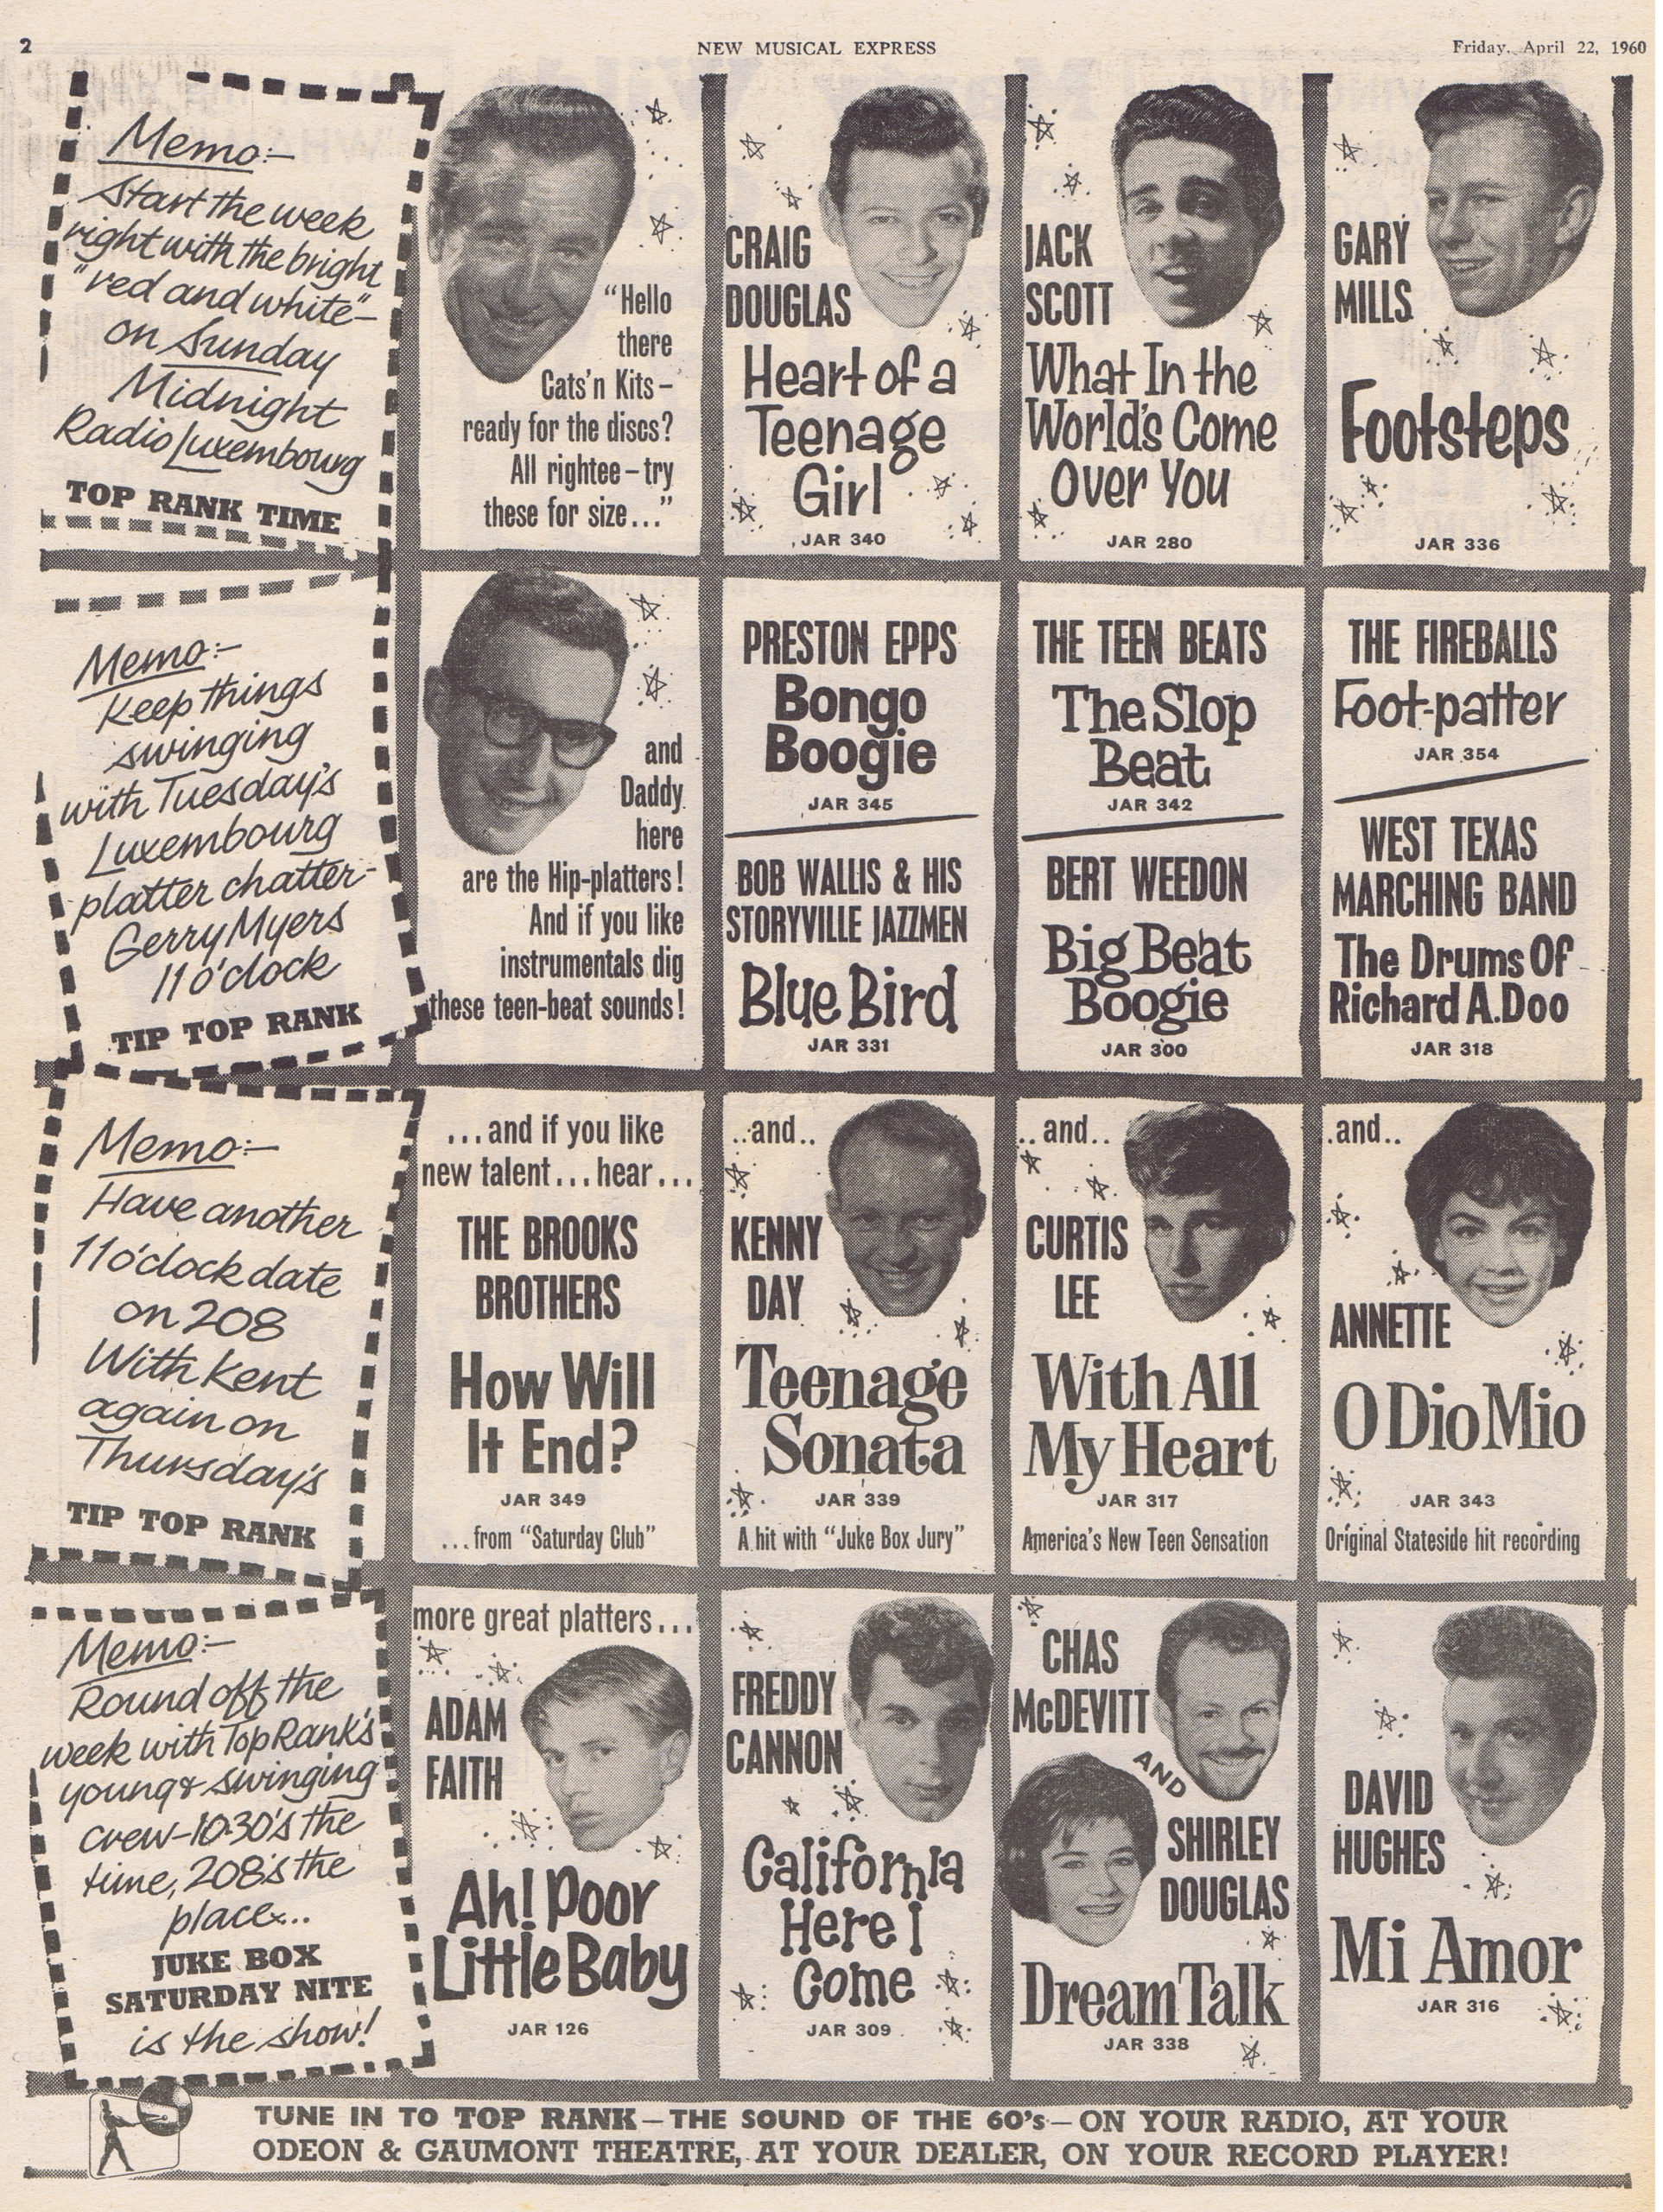 2
NEW MUSICAL EXPRESS
Friday, April 22, 1960
Memo:-
Start the week
right with the bright
"red and white"-
on Sunday
Midnight
Radio Luxembourg
TOP RANK TIME
"Hello
there
Cats'n Kits-
ready for the discs?
All rightee-try
these for size..."
CRAIG
DOUGLAS
Heart of a
Teenage
Girl
JAR 340
JACK
SCOTT
What In the
World's Come
Over You
JAR 280
GARY
MILLS
Footsteps
JAR 336
Memo:-
Keep things
swinging
with Tuesday's
Luxembourg
platter chatter-
Gerry Myers
11 o'clock
TIP TOP RANK
and
Daddy
here
are the Hip-platters!
And if you like
instrumentals dig
these teen-beat sounds!
PRESTON EPPS
Bongo
Boogie
JAR 345
BOB WALLIS & HIS
STORYVILLE JAZZMEN
Blue Bird
JAR 331
THE TEEN BEATS
The Slop
Beat
JAR 342
BERT WEEDON
Big Beat
Boogie
JAR 300
THE FIREBALLS
Foot-patter
JAR 354
WEST TEXAS
MARCHING BAND
The Drums Of
Richard A.Doo
JAR 318
Memo:-
Have another
11 o'clock date
on 208
With Kent
again on
Thursday's
TIP TOP RANK
...and if you like
new talent...hear...
THE BROOKS
BROTHERS
How Will
It End?
JAR 349
...from "Saturday Club"
..and..
KENNY
DAY
Teenage
Sonata
JAR 339
A hit with "Juke Box Jury"
..and..
CURTIS
LEE
With All
My Heart
JAR 317
America's New Teen Sensation
.and..
ANNETTE
O Dio Mio
JAR 343
Original Stateside hit recording
Memo:-
Round off the
week with Top Rank's
young & swinging
crew-10.30's the
time, 208's the
place...
JUKE BOX
SATURDAY NITE
is the show!
more great platters...
ADAM
FAITH
Ah! Poor
Little Baby
JAR 126
FREDDY
CANNON
California
Here I
Come
JAR 309
CHAS
McDEVITT
AND
SHIRLEY
DOUGLAS
Dream Talk
JAR 338
DAVID
HUGHES
Mi Amor
JAR 316
TUNE IN TO TOP RANK-THE SOUND OF THE 60's-ON YOUR RADIO, AT YOUR
ODEON & GAUMONT THEATRE, AT YOUR DEALER, ON YOUR RECORD PLAYER!